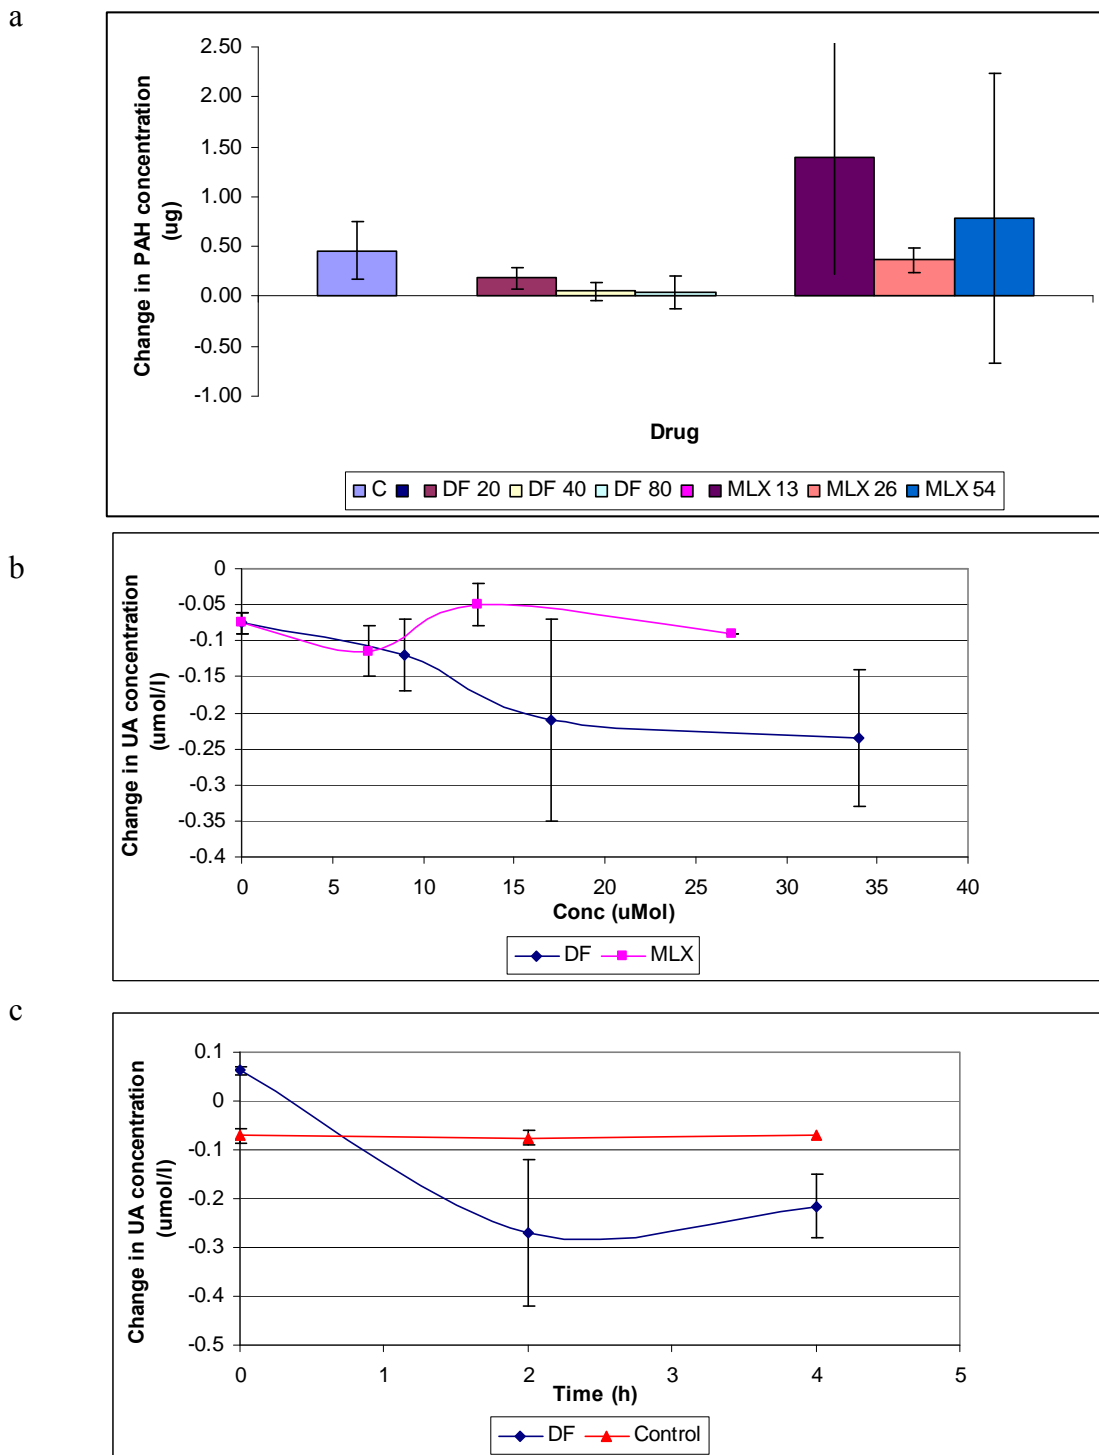 a
2.50
2.00
1.50
1.00
0.50
0.00
-0.50
-1.00
Change in PAH concentration
(ug)
Drug
C DF 20 DF 40 DF 80 MLX 13 MLX 26 MLX 54
b
0
-0.05
-0.1
-0.15
-0.2
-0.25
-0.3
-0.35
-0.4
Change in UA concentration
(umol/l)
0 5 10 15 20 25 30 35 40
Conc (uMol)
DF MLX
c
0.1
0
-0.1
-0.2
-0.3
-0.4
-0.5
Change in UA concentration
(umol/l)
0 1 2 3 4 5
Time (h)
DF Control